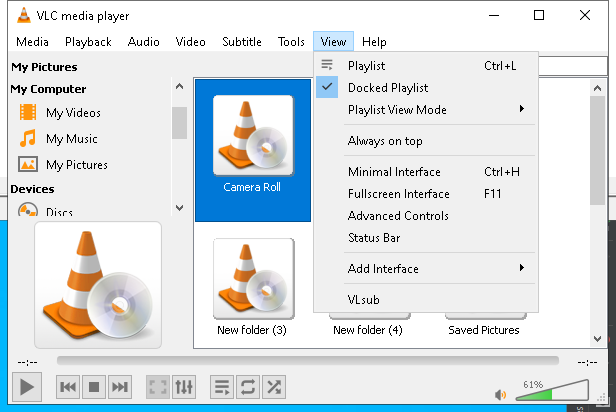 VLC media player
Media Playback Audio Video Subtitle Tools View Help
My Pictures
My Computer
My Videos
My Music
My Pictures
Devices
Discs
Camera Roll
New folder (3)
New folder (4)
Saved Pictures
Playlist Ctrl+L
Docked Playlist
Playlist View Mode
Always on top
Minimal Interface Ctrl+H
Fullscreen Interface F11
Advanced Controls
Status Bar
Add Interface
VLsub
--:-- --:--
61%